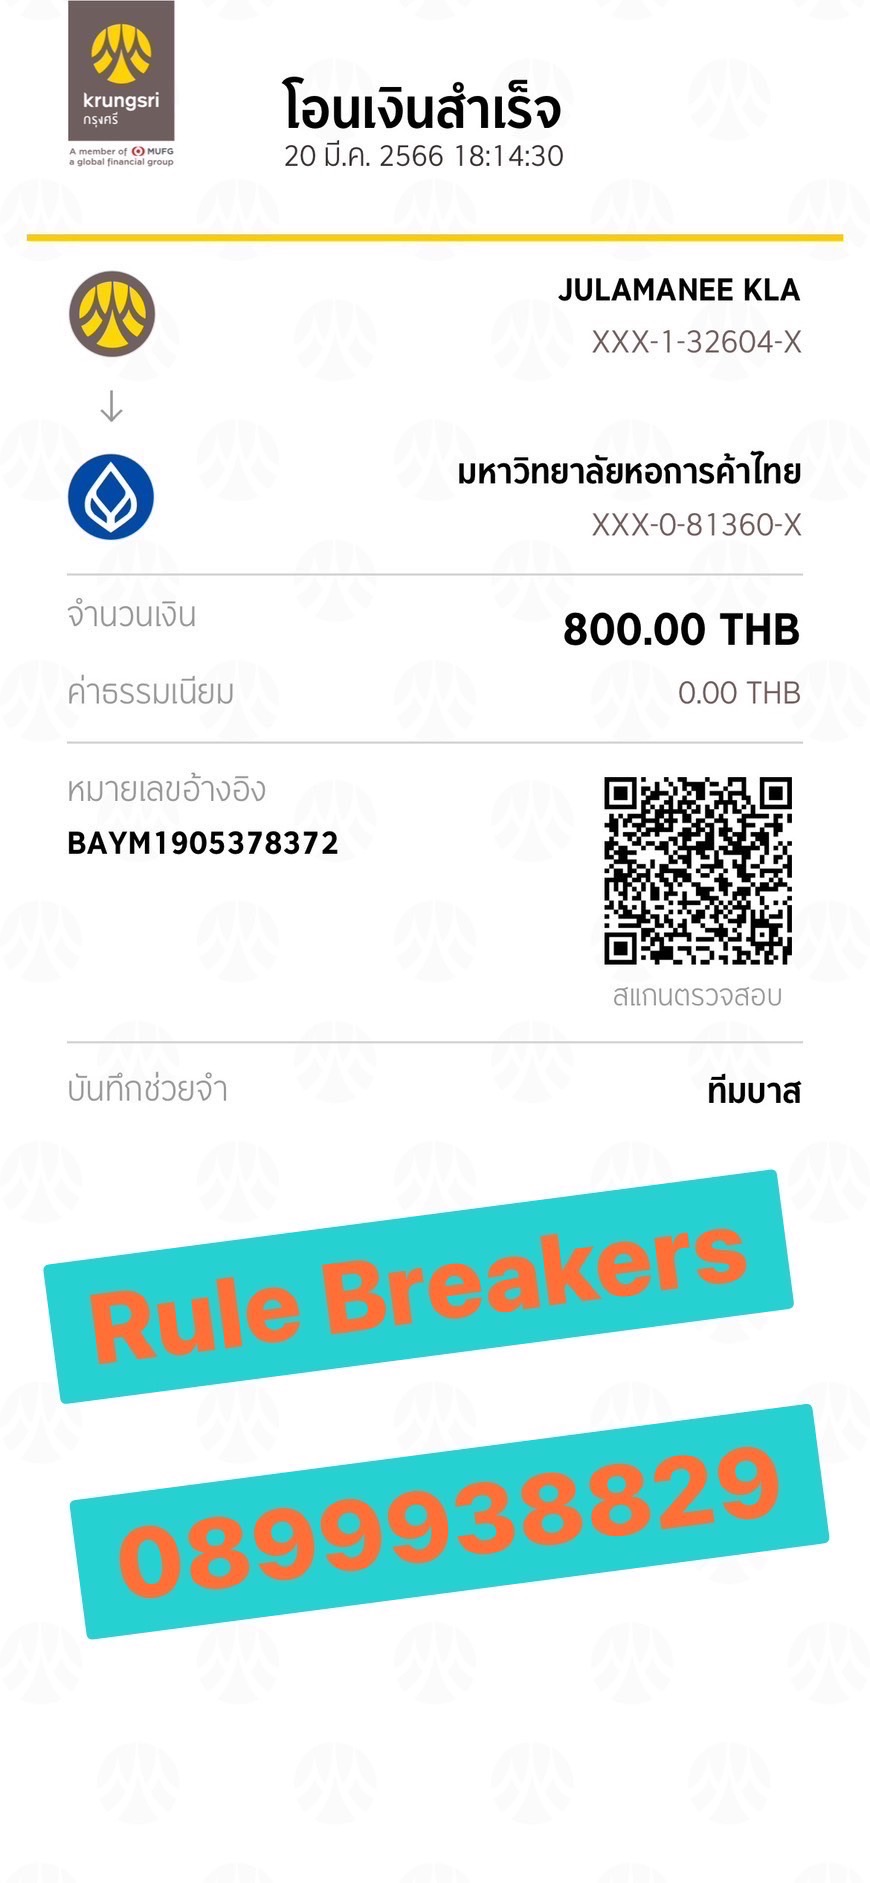 krungsri
กรุงศรี
A member of MUFG
a global financial group
โอนเงินสำเร็จ
20 มี.ค. 2566 18:14:30
JULAMANEE KLA
XXX-1-32604-X
มหาวิทยาลัยหอการค้าไทย
XXX-0-81360-X
จำนวนเงิน
800.00 THB
ค่าธรรมเนียม
0.00 THB
หมายเลขอ้างอิง
BAYM1905378372
สแกนตรวจสอบ
บันทึกช่วยจำ
ทีมบาส
Rule Breakers
0899938829